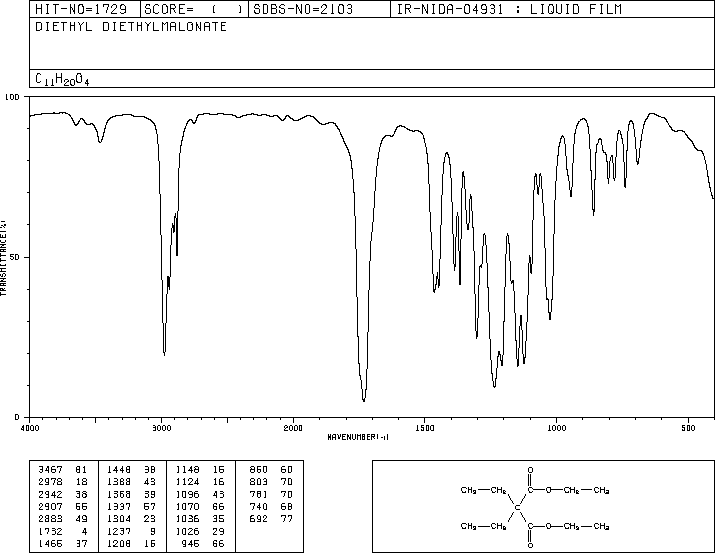 HIT-NO=1729 SCORE= ( ) SDBS-NO=2103 IR-NIDA-04931 : LIQUID FILM
DIETHYL DIETHYLMALONATE
C11H20O4
100
50
0
TRANSMITTANCE(%)
4000 3000 2000 1500 1000 500
WAVENUMBER(-1)
3467 81 1448 38 1148 15 860 60
2978 18 1388 43 1124 16 803 70
2942 38 1368 39 1096 43 781 70
2907 55 1337 57 1070 66 740 68
2883 49 1304 23 1036 35 692 77
1732 4 1237 9 1026 29
1465 37 1208 15 945 66
O
CH3 CH2 C O CH2 CH3
C
CH3 CH2 C O CH2 CH3
O